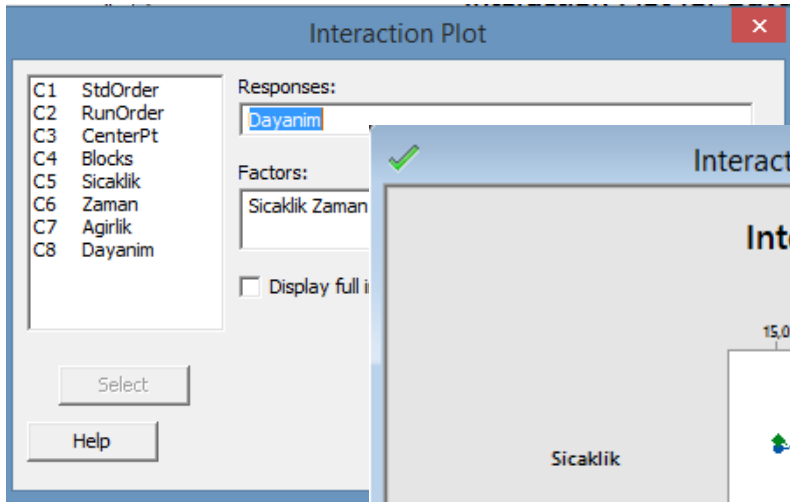 Interaction Plot
C1 StdOrder
C2 RunOrder
C3 CenterPt
C4 Blocks
C5 Sicaklik
C6 Zaman
C7 Agirlik
C8 Dayanim
Responses:
Dayanim
Factors:
Sicaklik Zaman
Display full i
Select
Help
Interact
Inte
15,0
Sicaklik